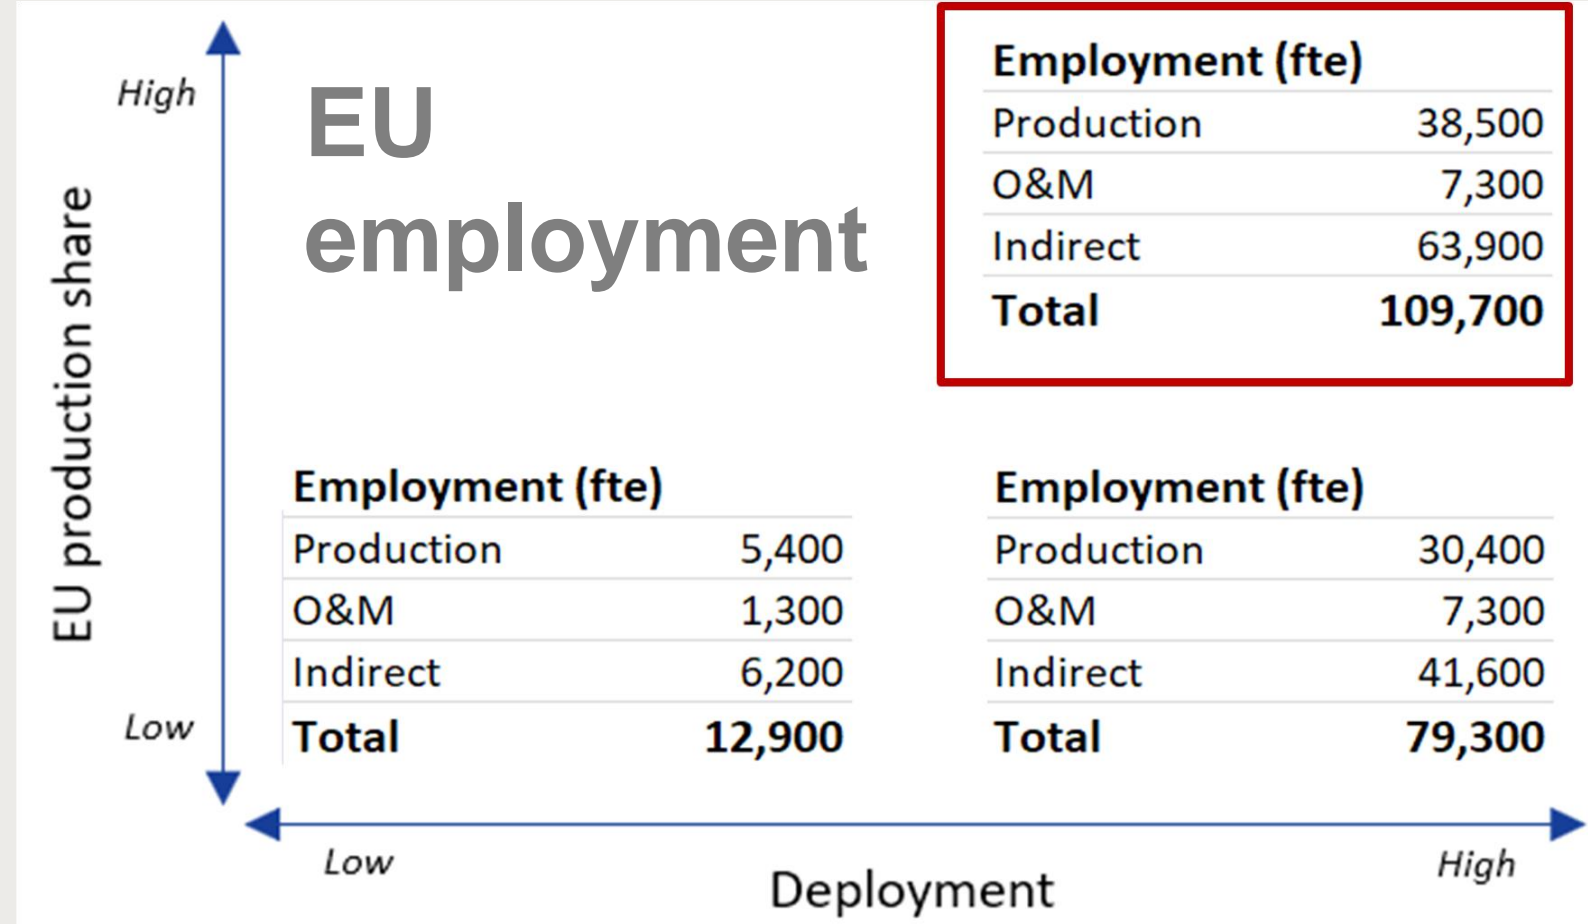 High
EU
employment
EU production share
Low
Employment (fte)
Production 38,500
O&M 7,300
Indirect 63,900
Total 109,700
Employment (fte)
Production 5,400
O&M 1,300
Indirect 6,200
Total 12,900
Employment (fte)
Production 30,400
O&M 7,300
Indirect 41,600
Total 79,300
Low
Deployment
High